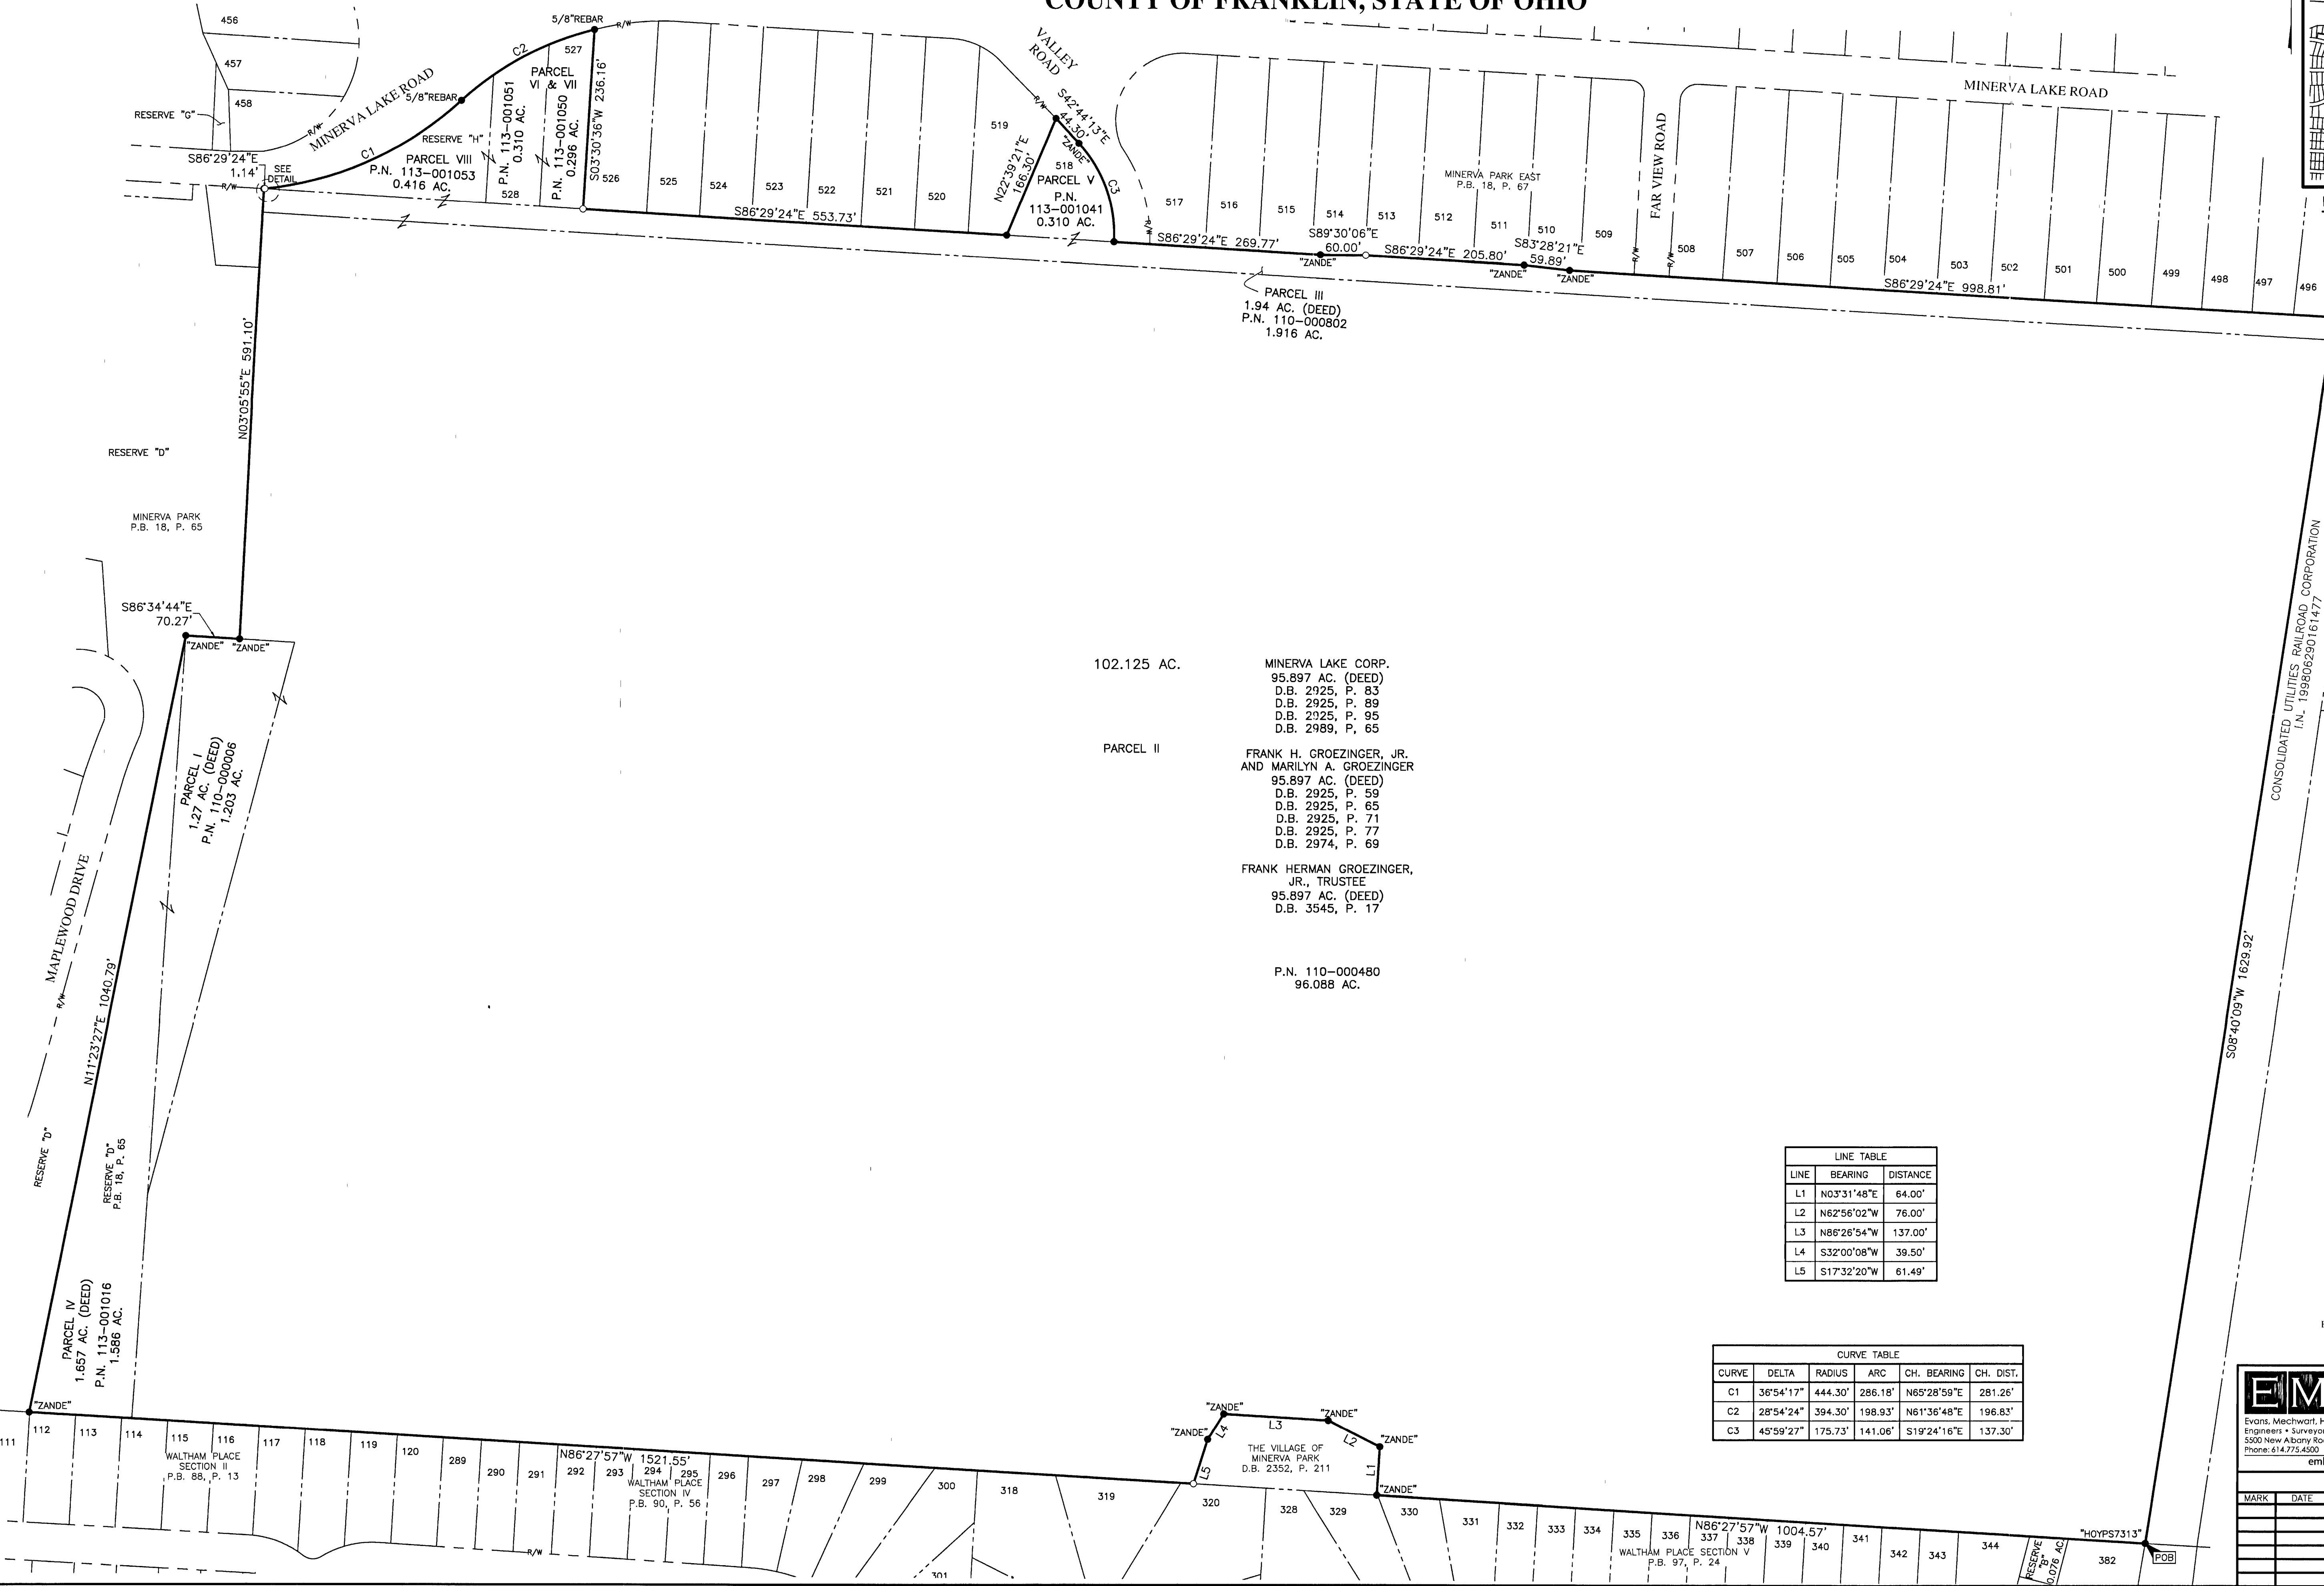 COUNTY OF FRANKLIN, STATE OF OHIO
456
457
458
RESERVE "G"
S86°29'24"E
1.14'
SEE
DETAIL
R/W
R/W
MINERVA LAKE ROAD
C1
C2
5/8"REBAR
5/8"REBAR
R/W
RESERVE "H"
PARCEL VIII
P.N. 113-001053
0.416 AC.
P.N. 113-001051
0.310 AC.
528
527
PARCEL
VI & VII
P.N. 113-001050
0.296 AC.
S03°30'36"W 236.16'
526
525
524
523
522
521
520
519
S86°29'24"E 553.73'
VALLEY
ROAD
R/W
S42°44'13"E
44.30'
"ZANDE"
N22°39'21"E
166.30'
518
PARCEL V
P.N.
113-001041
0.310 AC.
C3
R/W
517
516
515
514
513
512
511
510
509
MINERVA PARK EAST
P.B. 18, P. 67
S86°29'24"E 269.77'
S89°30'06"E
60.00'
"ZANDE"
S86°29'24"E 205.80'
S83°28'21"E
59.89'
"ZANDE"
"ZANDE"
FAR VIEW ROAD
R/W
R/W
MINERVA LAKE ROAD
508
507
506
505
504
503
502
501
500
499
498
497
496
S86°29'24"E 998.81'
PARCEL III
1.94 AC. (DEED)
P.N. 110-000802
1.916 AC.
N03°05'55"E 591.10'
RESERVE "D"
MINERVA PARK
P.B. 18, P. 65
S86°34'44"E
70.27'
"ZANDE"
"ZANDE"
PARCEL I
1.27 AC. (DEED)
P.N. 110-000006
1.203 AC.
MAPLEWOOD DRIVE
R/W
N11°23'27"E 1040.79'
RESERVE "D"
RESERVE "D"
P.B. 18, P. 65
PARCEL IV
1.657 AC. (DEED)
P.N. 113-001016
1.586 AC.
102.125 AC.
PARCEL II
MINERVA LAKE CORP.
95.897 AC. (DEED)
D.B. 2925, P. 83
D.B. 2925, P. 89
D.B. 2925, P. 95
D.B. 2989, P, 65
FRANK H. GROEZINGER, JR.
AND MARILYN A. GROEZINGER
95.897 AC. (DEED)
D.B. 2925, P. 59
D.B. 2925, P. 65
D.B. 2925, P. 71
D.B. 2925, P. 77
D.B. 2974, P. 69
FRANK HERMAN GROEZINGER,
JR., TRUSTEE
95.897 AC. (DEED)
D.B. 3545, P. 17
P.N. 110-000480
96.088 AC.
CONSOLIDATED UTILITIES RAILROAD CORPORATION
I.N. 199806290161477
S08°40'09"W 1629.92'
LINE TABLE
LINE BEARING DISTANCE
L1 N03°31'48"E 64.00'
L2 N62°56'02"W 76.00'
L3 N86°26'54"W 137.00'
L4 S32°00'08"W 39.50'
L5 S17°32'20"W 61.49'
CURVE TABLE
CURVE DELTA RADIUS ARC CH. BEARING CH. DIST.
C1 36°54'17" 444.30' 286.18' N65°28'59"E 281.26'
C2 28°54'24" 394.30' 198.93' N61°36'48"E 196.83'
C3 45°59'27" 175.73' 141.06' S19°24'16"E 137.30'
"ZANDE"
111
112
113
114
115
116
117
118
119
120
289
290
291
292
293
294
295
296
297
298
299
300
301
318
319
320
328
329
330
331
332
333
334
335
336
337
338
339
340
341
342
343
344
382
WALTHAM PLACE
SECTION II
P.B. 88, P. 13
N86°27'57"W 1521.55'
WALTHAM PLACE
SECTION IV
P.B. 90, P. 56
R/W
"ZANDE"
"ZANDE"
"ZANDE"
"ZANDE"
"ZANDE"
L5
L4
L3
L2
L1
THE VILLAGE OF
MINERVA PARK
D.B. 2352, P. 211
N86°27'57"W 1004.57'
WALTHAM PLACE SECTION V
P.B. 97, P. 24
RESERVE
"B"
0.076 AC.
"HOYPS7313"
POB
EM
Evans, Mechwart, H
Engineers • Surveyo
5500 New Albany Ro
Phone: 614.775.4500
eml
MARK DATE